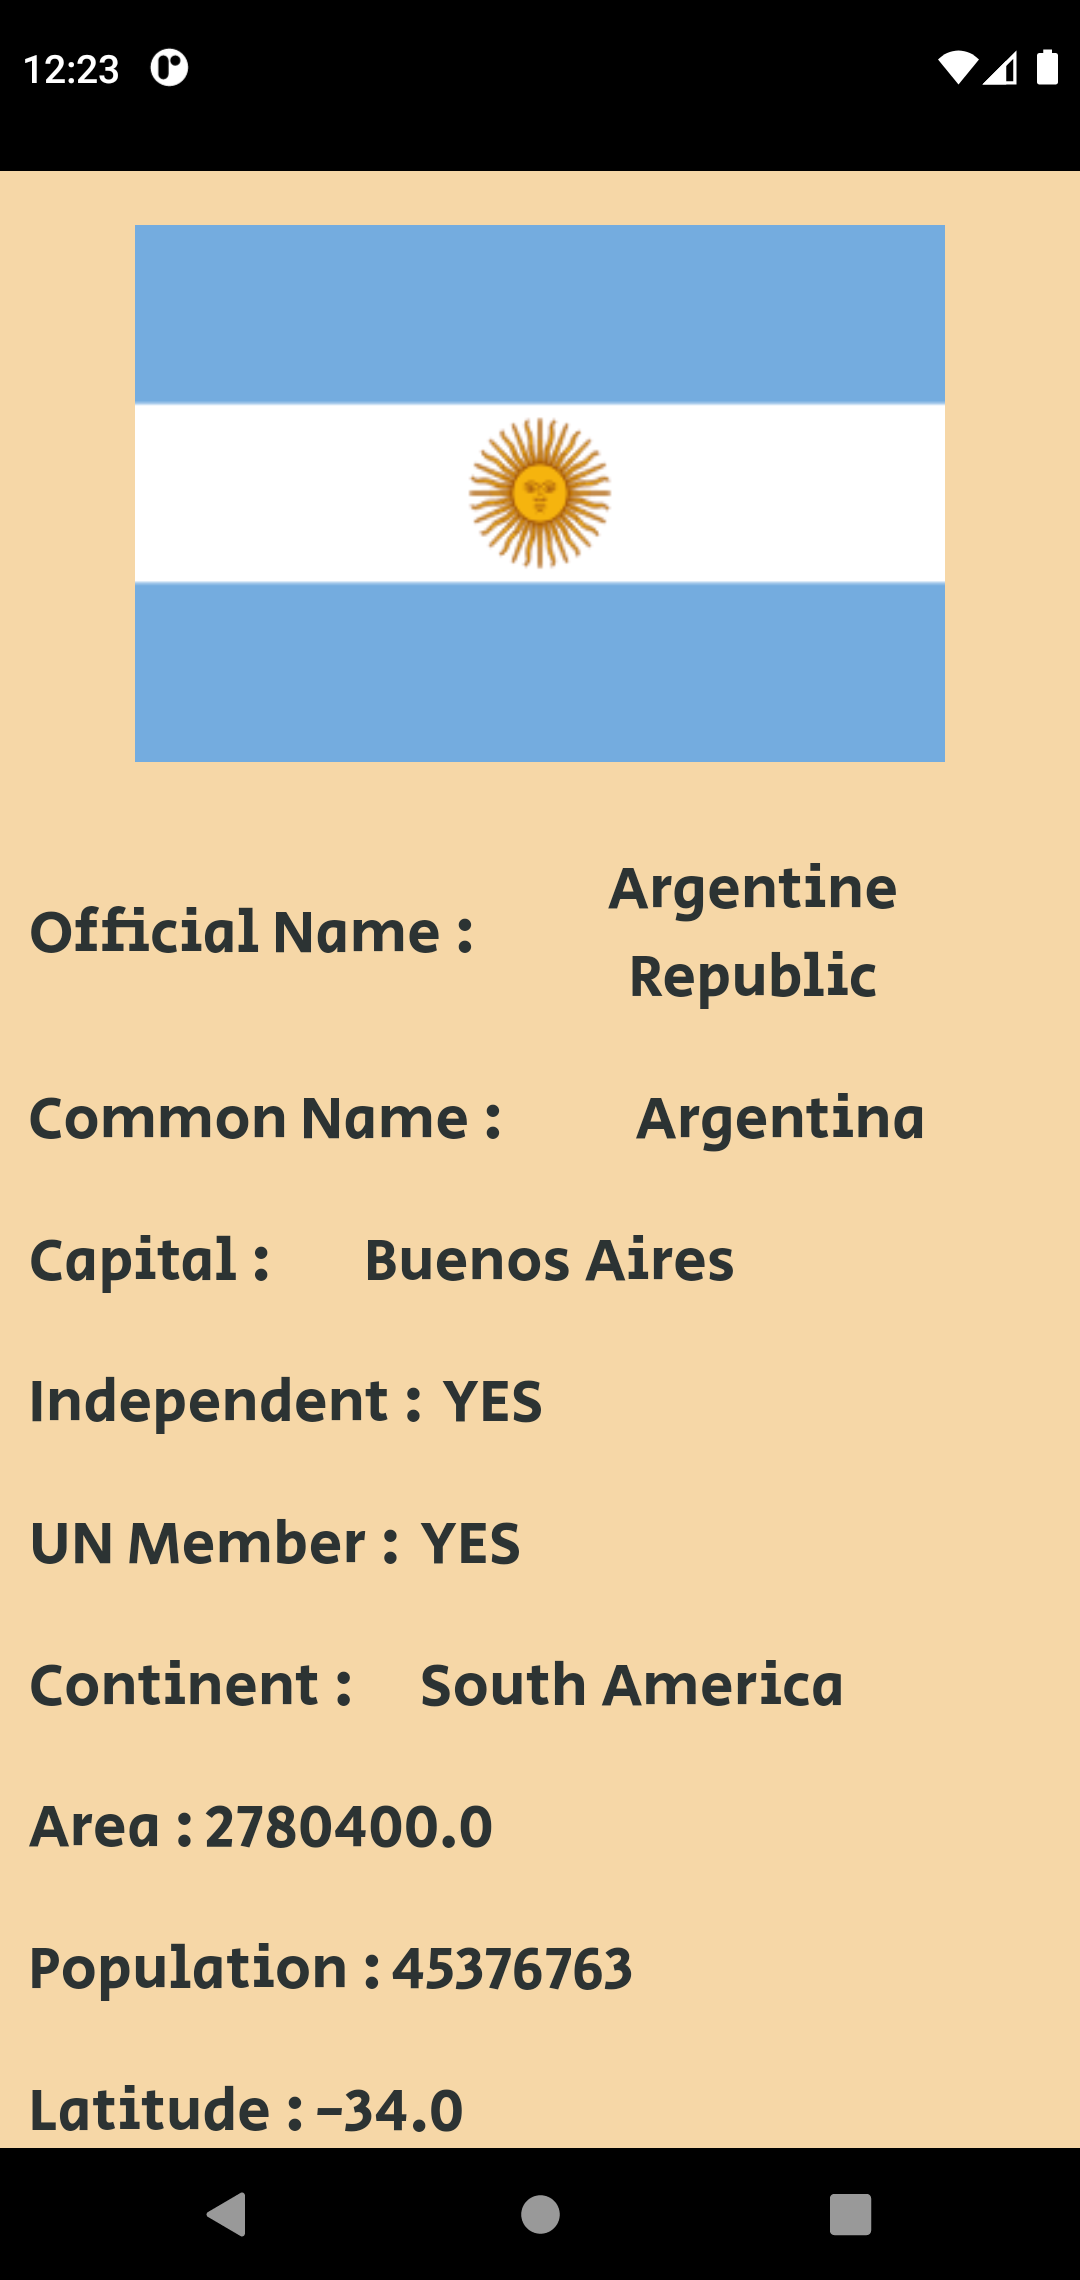 12:23
Official Name : Argentine
Republic
Common Name : Argentina
Capital : Buenos Aires
Independent : YES
UN Member : YES
Continent : South America
Area : 2780400.0
Population : 45376763
Latitude : -34.0